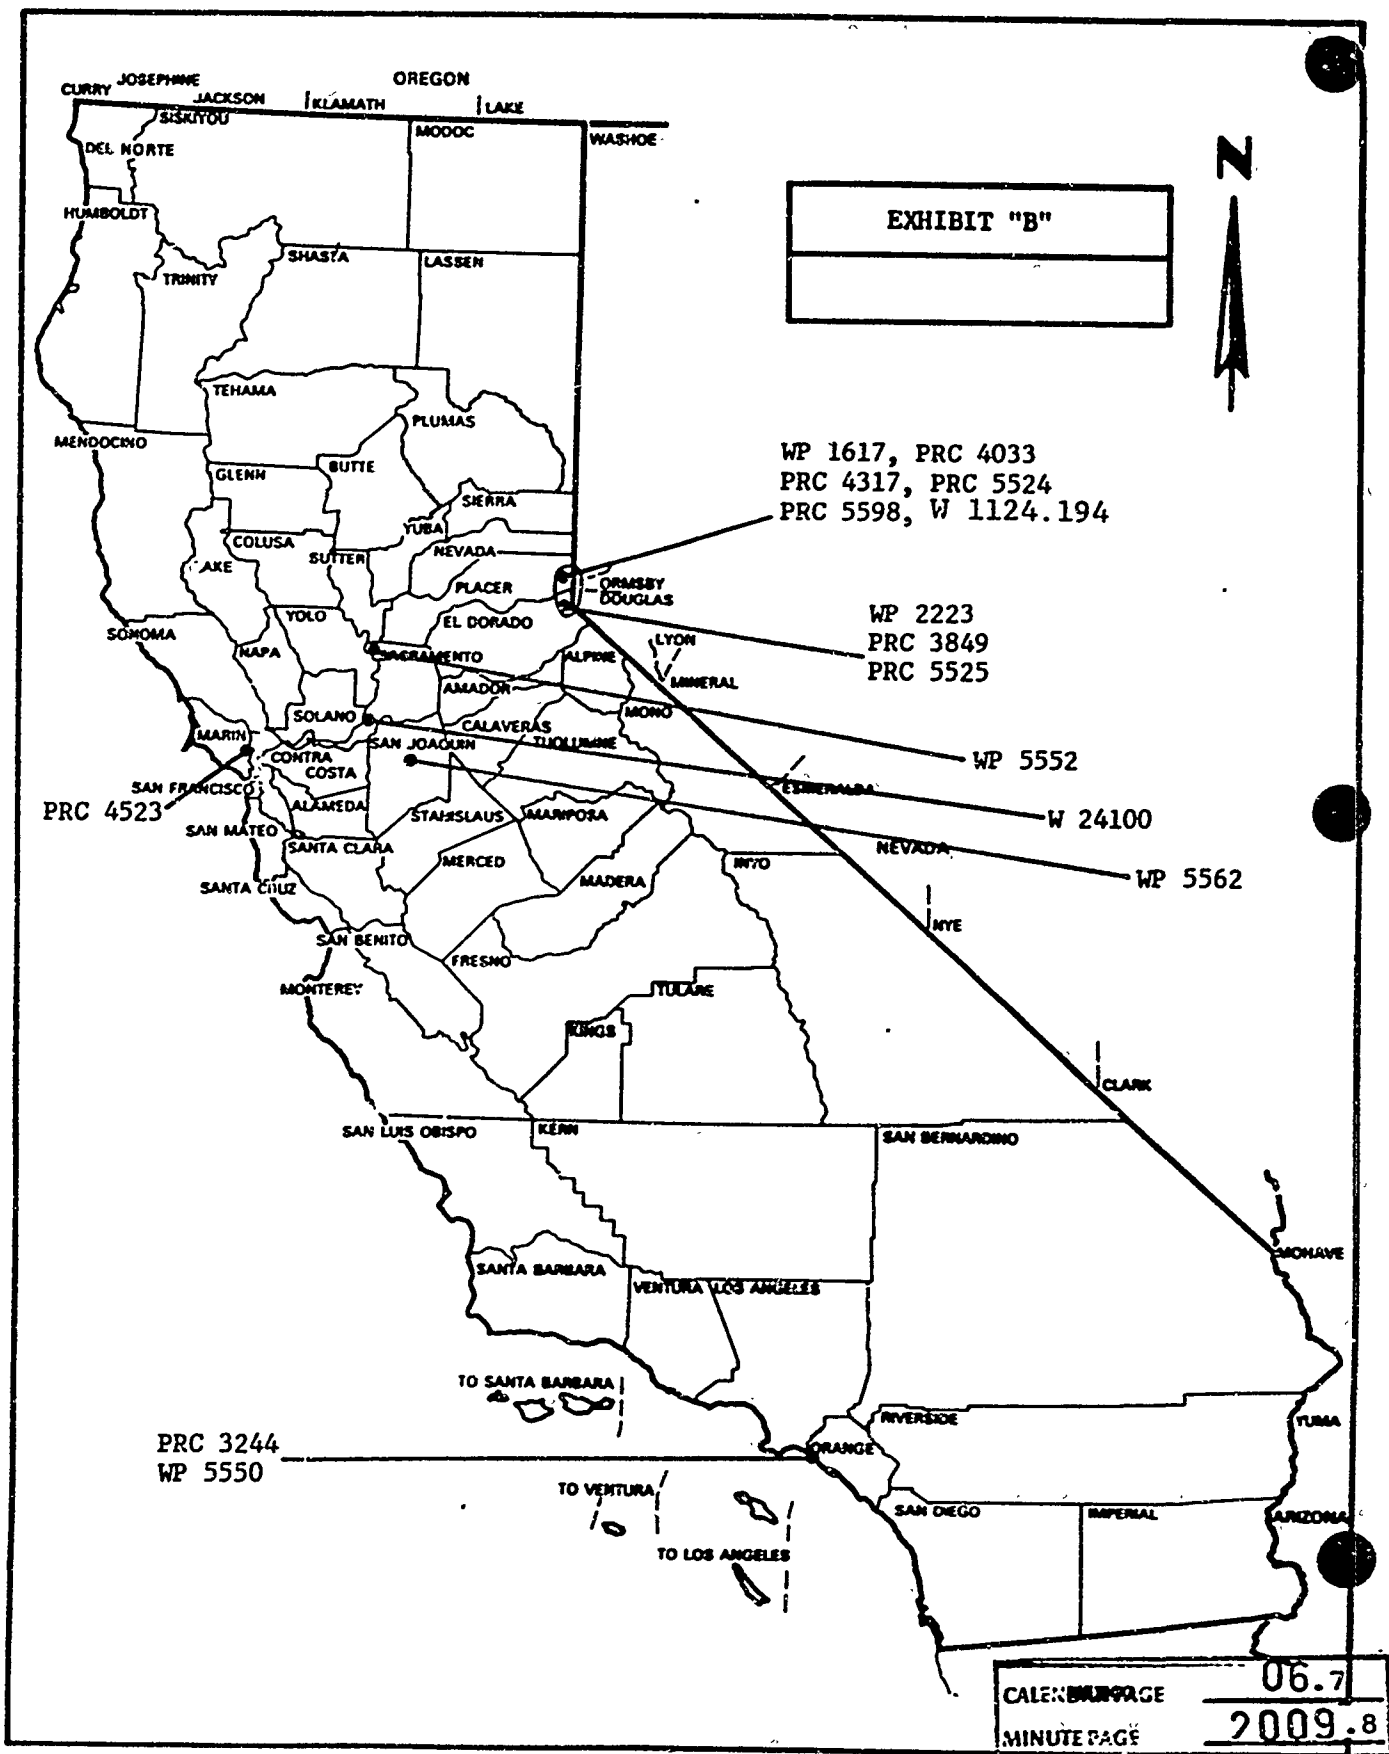 JOSEPHINE OREGON
CURRY JACKSON KLAMATH LAKE
SISKIYOU MODOC WASHOE
DEL NORTE
N
HUMBOLDT
EXHIBIT "B"
SHASTA LASSEN
TRINITY
TEHAMA
PLUMAS
MENDOCINO
WP 1617, PRC 4033
GLENN BUTTE
PRC 4317, PRC 5524
SIERRA
PRC 5598, W 1124.194
YUBA
COLUSA SUTTER NEVADA
AKE
PLACER ORMSBY
DOUGLAS
YOLO EL DORADO
WP 2223
PRC 3849
PRC 5525
SONOMA
NAPA SACRAMENTO ALPINE LYON
AMADOR MINERAL
SOLANO MONO
MARIN CALAVERAS
SAN JOAQUIN TUOLUMNE
CONTRA
COSTA
WP 5552
SAN FRANCISCO ESMERALDA
PRC 4523
ALAMEDA STANISLAUS MARIPOSA
W 24100
SAN MATEO
SANTA CLARA NEVADA
MERCED INYO
SANTA CRUZ MADERA
WP 5562
NYE
SAN BENITO
FRESNO
MONTEREY TULARE
KINGS
CLARK
SAN LUIS OBISPO KERN SAN BERNARDINO
MOHAVE
SANTA BARBARA
VENTURA LOS ANGELES
TO SANTA BARBARA
RIVERSIDE YUMA
PRC 3244
WP 5550
ORANGE
TO VENTURA
SAN DIEGO IMPERIAL ARIZONA
TO LOS ANGELES
CALENDAR PAGE 06.7
MINUTE PAGE 2009.8